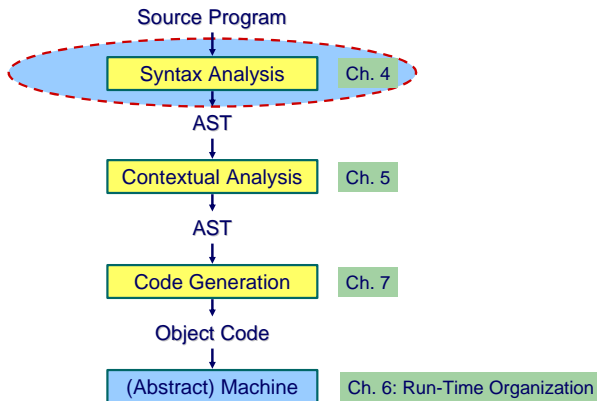 Source Program
Syntax Analysis Ch. 4
AST
Contextual Analysis Ch. 5
AST
Code Generation Ch. 7
Object Code
(Abstract) Machine Ch. 6: Run-Time Organization